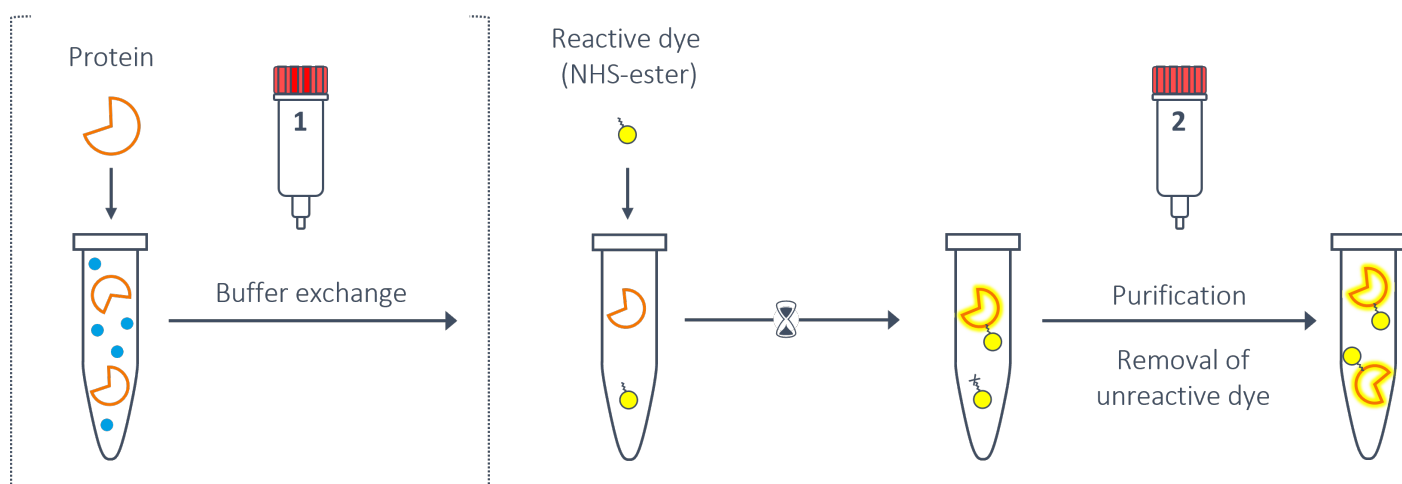 Protein
1
Buffer exchange
Reactive dye
(NHS-ester)
2
Purification
Removal of
unreactive dye